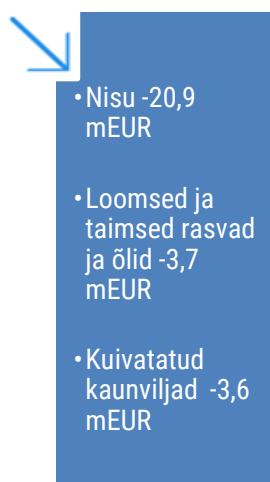 •Nisu -20,9
mEUR
•Loomsed ja
taimsed rasvad
ja õlid -3,7
mEUR
•Kuivatatud
kaunviljad -3,6
mEUR